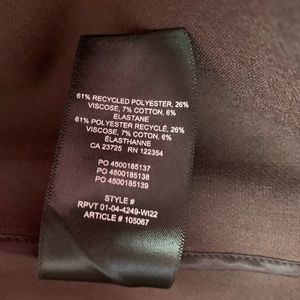 61% RECYCLED POLYESTER, 26%
VISCOSE, 7% COTTON, 6%
ELASTANE
61% POLYESTER RECYCLÉ, 26%
VISCOSE, 7% COTTON, 6%
ÉLASTHANNE
CA 23725 RN 122354
PO 4500185137
PO 4500185138
PO 4500185139
STYLE #
RPVT 01-04-4249-WI22
ARTICLE # 105067